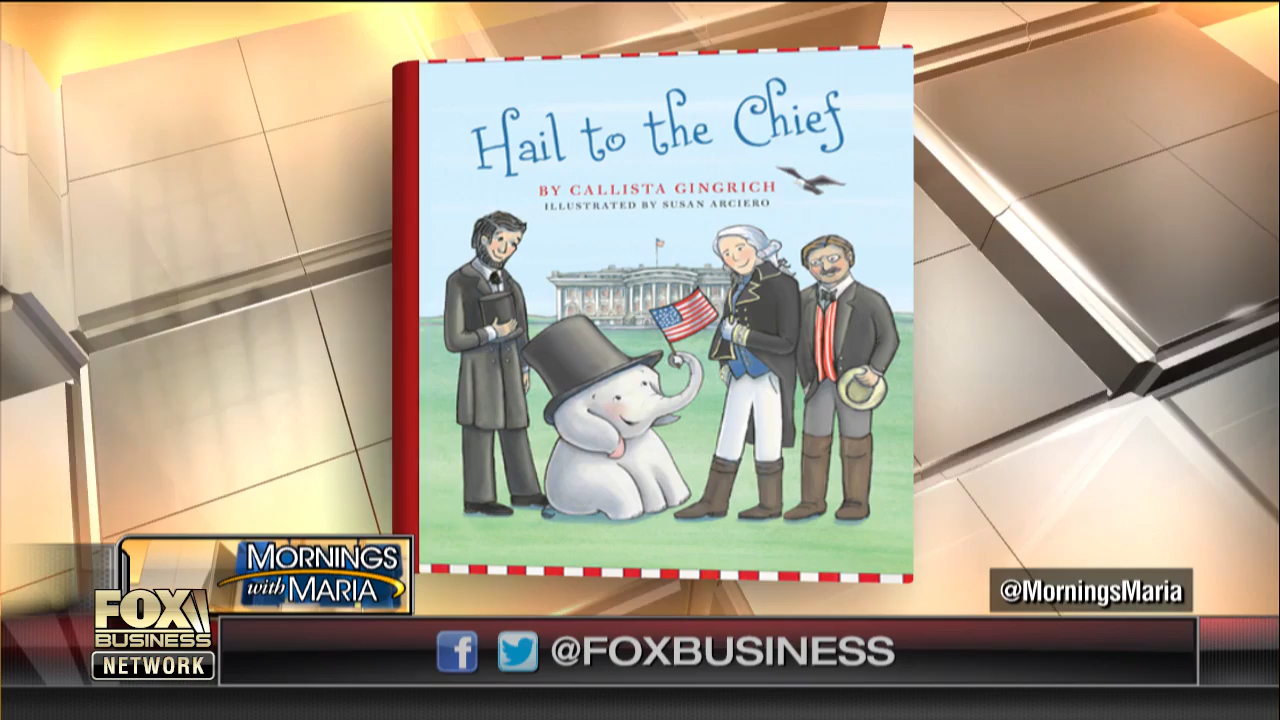 Hail to the Chief
BY CALLISTA GINGRICH
ILLUSTRATED BY SUSAN ARCIERO
MORNINGS
with MARIA
@MorningsMaria
FOX
BUSINESS
NETWORK
f @FOXBUSINESS